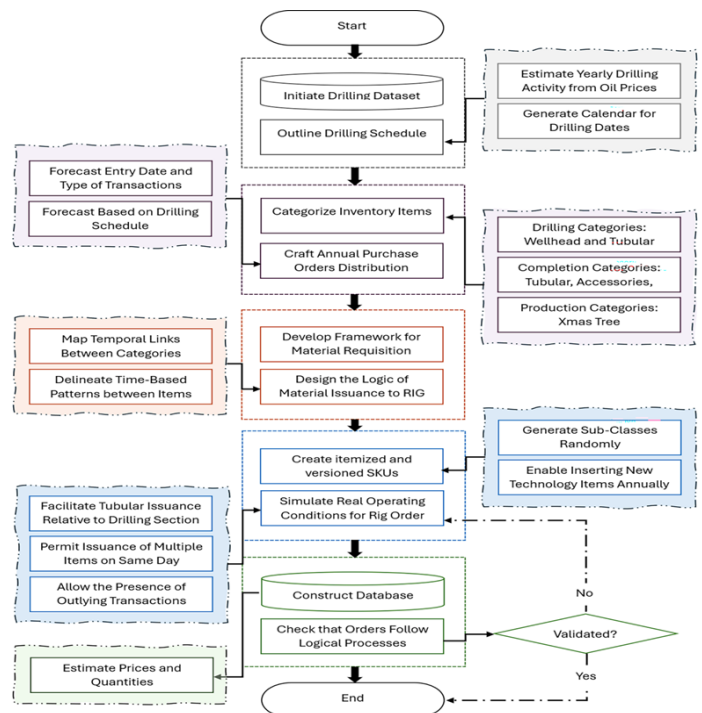 Start
Initiate Drilling Dataset
Outline Drilling Schedule
Estimate Yearly Drilling
Activity from Oil Prices
Generate Calendar for
Drilling Dates
Forecast Entry Date and
Type of Transactions
Forecast Based on Drilling
Schedule
Categorize Inventory Items
Craft Annual Purchase
Orders Distribution
Drilling Categories:
Wellhead and Tubular
Completion Categories:
Tubular, Accessories,
Production Categories:
Xmas Tree
Map Temporal Links
Between Categories
Delineate Time-Based
Patterns between Items
Develop Framework for
Material Requisition
Design the Logic of
Material Issuance to RIG
Generate Sub-Classes
Randomly
Enable Inserting New
Technology Items Annually
Create itemized and
versioned SKUs
Simulate Real Operating
Conditions for Rig Order
Facilitate Tubular Issuance
Relative to Drilling Section
Permit Issuance of Multiple
Items on Same Day
Allow the Presence of
Outlying Transactions
Construct Database
Check that Orders Follow
Logical Processes
No
Validated?
Yes
Estimate Prices and
Quantities
End